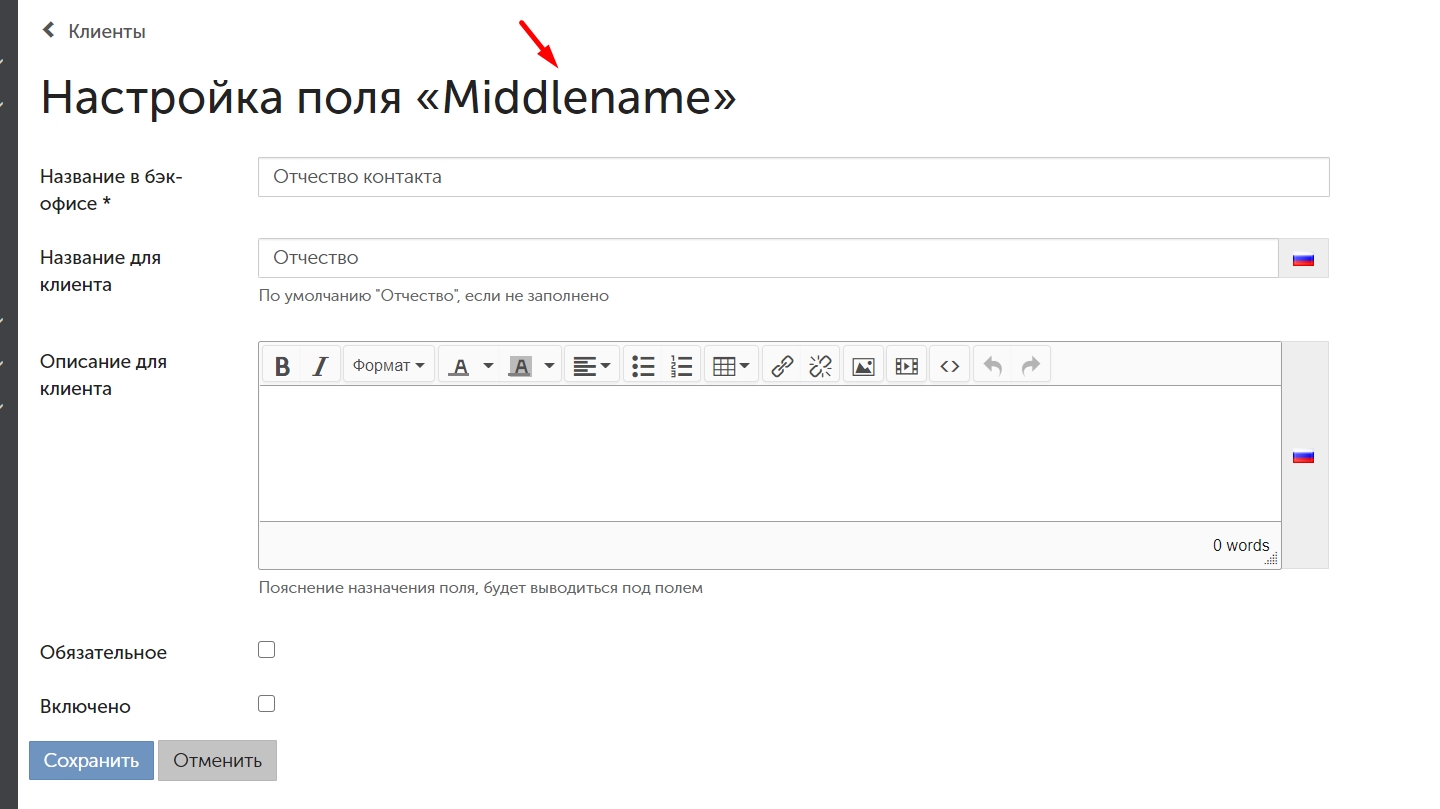 Клиенты
Настройка поля «Middlename»
Название в бэк-
офисе *
Отчество контакта
Название для
клиента
Отчество
По умолчанию "Отчество", если не заполнено
Описание для
клиента
B I Формат A A
0 words
Пояснение назначения поля, будет выводиться под полем
Обязательное
Включено
Сохранить Отменить